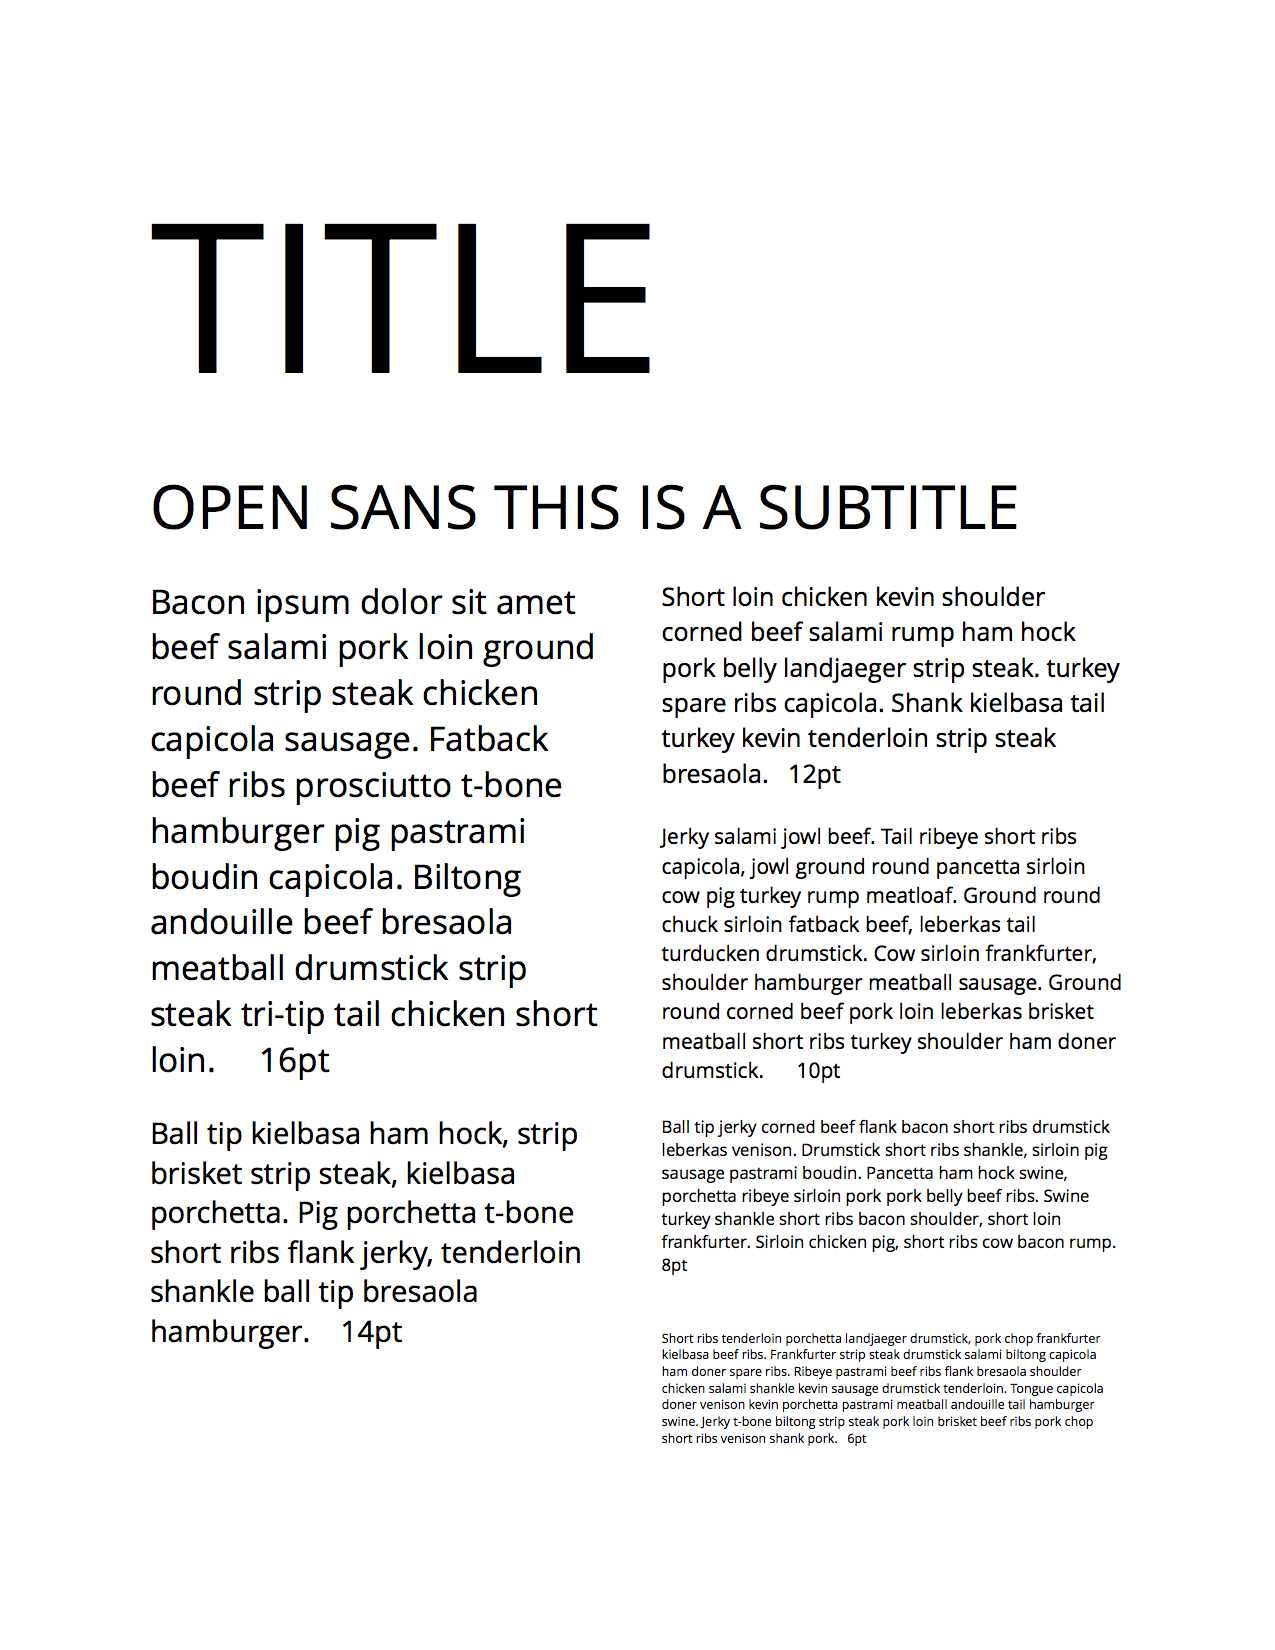 TITLE
OPEN SANS THIS IS A SUBTITLE
Bacon ipsum dolor sit amet
beef salami pork loin ground
round strip steak chicken
capicola sausage. Fatback
beef ribs prosciutto t-bone
hamburger pig pastrami
boudin capicola. Biltong
andouille beef bresaola
meatball drumstick strip
steak tri-tip tail chicken short
loin. 16pt
Ball tip kielbasa ham hock, strip
brisket strip steak, kielbasa
porchetta. Pig porchetta t-bone
short ribs flank jerky, tenderloin
shankle ball tip bresaola
hamburger. 14pt
Short loin chicken kevin shoulder
corned beef salami rump ham hock
pork belly landjaeger strip steak. turkey
spare ribs capicola. Shank kielbasa tail
turkey kevin tenderloin strip steak
bresaola. 12pt
Jerky salami jowl beef. Tail ribeye short ribs
capicola, jowl ground round pancetta sirloin
cow pig turkey rump meatloaf. Ground round
chuck sirloin fatback beef, leberkas tail
turducken drumstick. Cow sirloin frankfurter,
shoulder hamburger meatball sausage. Ground
round corned beef pork loin leberkas brisket
meatball short ribs turkey shoulder ham doner
drumstick. 10pt
Ball tip jerky corned beef flank bacon short ribs drumstick
leberkas venison. Drumstick short ribs shankle, sirloin pig
sausage pastrami boudin. Pancetta ham hock swine,
porchetta ribeye sirloin pork pork belly beef ribs. Swine
turkey shankle short ribs bacon shoulder, short loin
frankfurter. Sirloin chicken pig, short ribs cow bacon rump.
8pt
Short ribs tenderloin porchetta landjaeger drumstick, pork chop frankfurter
kielbasa beef ribs. Frankfurter strip steak drumstick salami biltong capicola
ham doner spare ribs. Ribeye pastrami beef ribs flank bresaola shoulder
chicken salami shankle kevin sausage drumstick tenderloin. Tongue capicola
doner venison kevin porchetta pastrami meatball andouille tail hamburger
swine. Jerky t-bone biltong strip steak pork loin brisket beef ribs pork chop
short ribs venison shank pork. 6pt